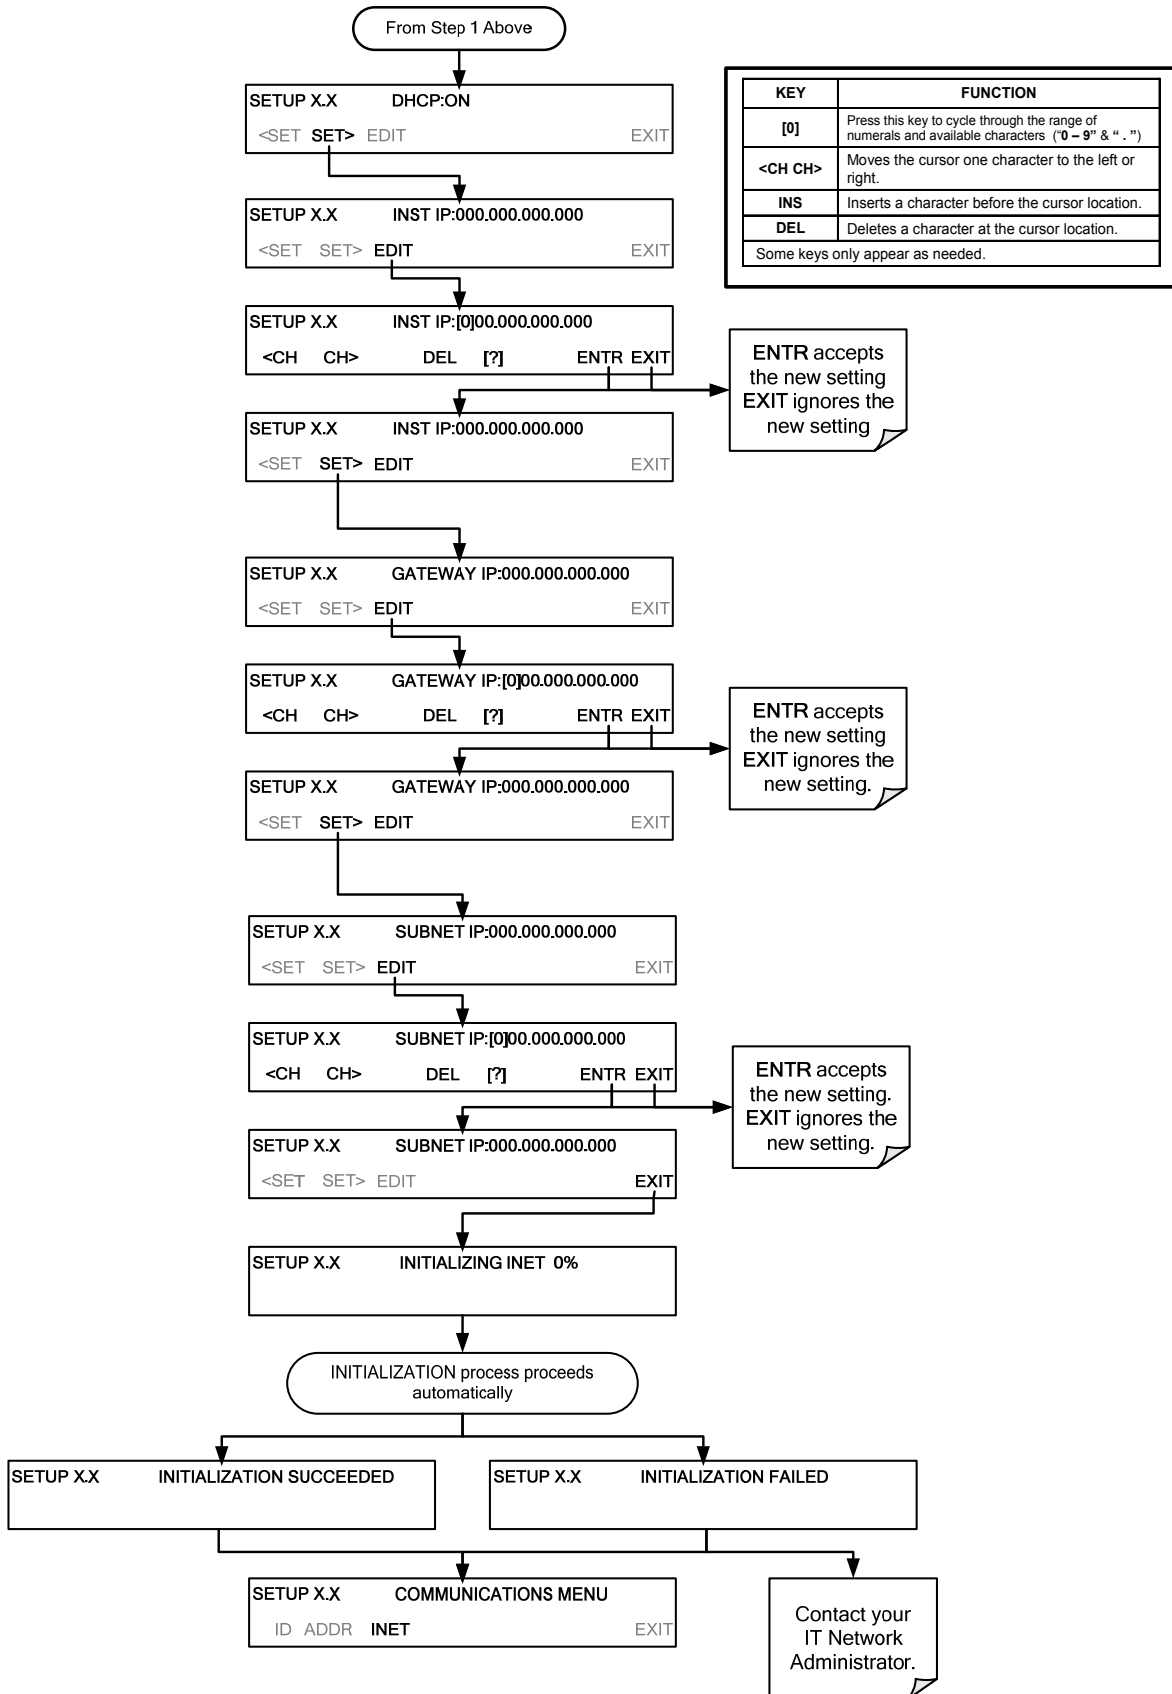 From Step 1 Above
SETUP X.X DHCP:ON
<SET SET> EDIT EXIT
KEY FUNCTION
[0] Press this key to cycle through the range of
numerals and available characters (“0 – 9” & “ . ”)
<CH CH> Moves the cursor one character to the left or
right.
INS Inserts a character before the cursor location.
DEL Deletes a character at the cursor location.
Some keys only appear as needed.
SETUP X.X INST IP:000.000.000.000
<SET SET> EDIT EXIT
SETUP X.X INST IP:[0]00.000.000.000
<CH CH> DEL [?] ENTR EXIT
ENTR accepts
the new setting
EXIT ignores the
new setting
SETUP X.X INST IP:000.000.000.000
<SET SET> EDIT EXIT
SETUP X.X GATEWAY IP:000.000.000.000
<SET SET> EDIT EXIT
SETUP X.X GATEWAY IP:[0]00.000.000.000
<CH CH> DEL [?] ENTR EXIT
ENTR accepts
the new setting
EXIT ignores the
new setting.
SETUP X.X GATEWAY IP:000.000.000.000
<SET SET> EDIT EXIT
SETUP X.X SUBNET IP:000.000.000.000
<SET SET> EDIT EXIT
SETUP X.X SUBNET IP:[0]00.000.000.000
<CH CH> DEL [?] ENTR EXIT
ENTR accepts
the new setting.
EXIT ignores the
new setting.
SETUP X.X SUBNET IP:000.000.000.000
<SET SET> EDIT EXIT
SETUP X.X INITIALIZING INET 0%
INITIALIZATION process proceeds
automatically
SETUP X.X INITIALIZATION SUCCEEDED
SETUP X.X INITIALIZATION FAILED
SETUP X.X COMMUNICATIONS MENU
ID ADDR INET EXIT
Contact your
IT Network
Administrator.